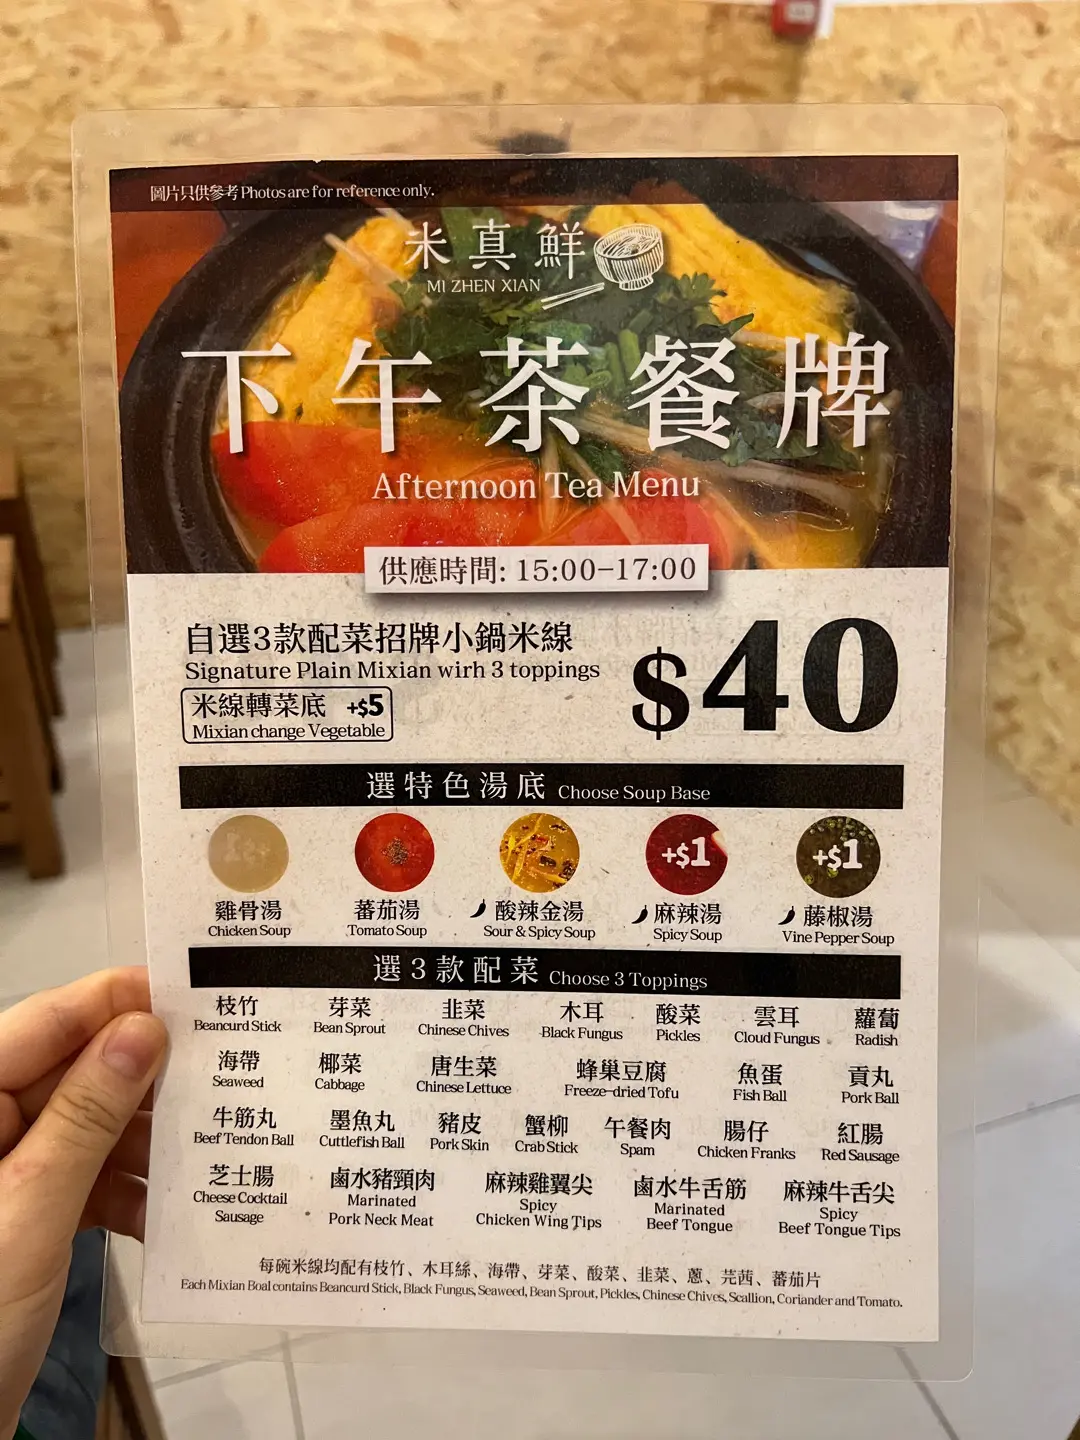 圖片只供參考 Photos are for reference only.
米真鮮
MI ZHEN XIAN
下午茶餐牌
Afternoon Tea Menu
供應時間: 15:00-17:00
自選3款配菜招牌小鍋米線
Signature Plain Mixian wirh 3 toppings
$40
米線轉菜底 +$5
Mixian change Vegetable
選特色湯底 Choose Soup Base
+$1 +$1
雞骨湯 蕃茄湯 酸辣金湯 麻辣湯 藤椒湯
Chicken Soup Tomato Soup Sour & Spicy Soup Spicy Soup Vine Pepper Soup
選3款配菜 Choose 3 Toppings
枝竹 芽菜 韭菜 木耳 酸菜 雲耳 蘿蔔
Beancurd Stick Bean Sprout Chinese Chives Black Fungus Pickles Cloud Fungus Radish
海帶 椰菜 唐生菜 蜂巢豆腐 魚蛋 貢丸
Seaweed Cabbage Chinese Lettuce Freeze-dried Tofu Fish Ball Pork Ball
牛筋丸 墨魚丸 豬皮 蟹柳 午餐肉 腸仔 紅腸
Beef Tendon Ball Cuttlefish Ball Pork Skin Crab Stick Spam Chicken Franks Red Sausage
芝士腸 鹵水豬頸肉 麻辣雞翼尖 鹵水牛舌筋 麻辣牛舌尖
Cheese Cocktail Marinated Spicy Marinated Spicy
Sausage Pork Neck Meat Chicken Wing Tips Beef Tongue Beef Tongue Tips
每碗米線均配有枝竹、木耳絲、海帶、芽菜、酸菜、韭菜、蔥、芫茜、蕃茄片
Each Mixian Boal contains Beancurd Stick, Black Fungus, Seaweed, Bean Sprout, Pickles, Chinese Chives, Scallion, Coriander and Tomato.